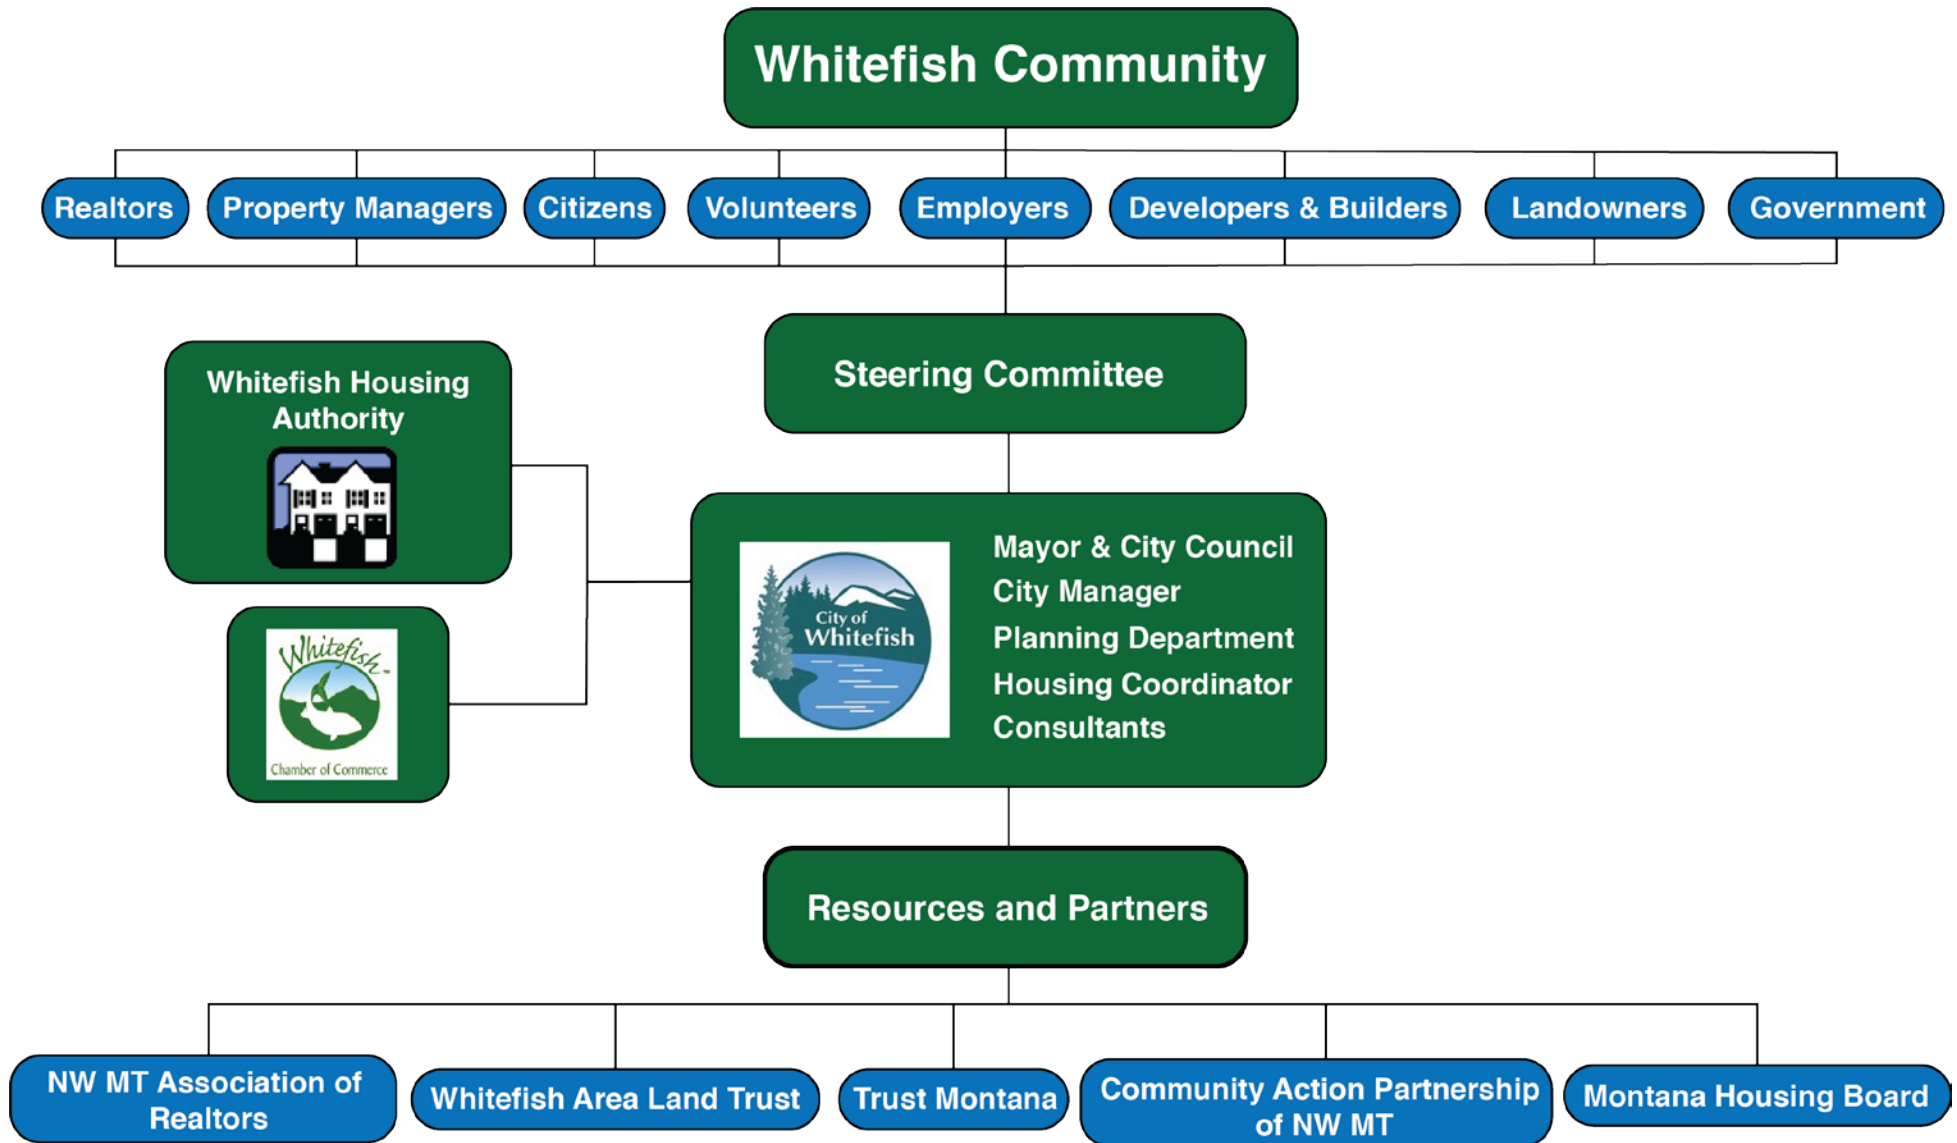 Whitefish Community
Realtors
Property Managers
Citizens
Volunteers
Employers
Developers & Builders
Landowners
Government
Steering Committee
Whitefish Housing
Authority
Whitefish
Chamber of Commerce
City of
Whitefish
Mayor & City Council
City Manager
Planning Department
Housing Coordinator
Consultants
Resources and Partners
NW MT Association of
Realtors
Whitefish Area Land Trust
Trust Montana
Community Action Partnership
of NW MT
Montana Housing Board